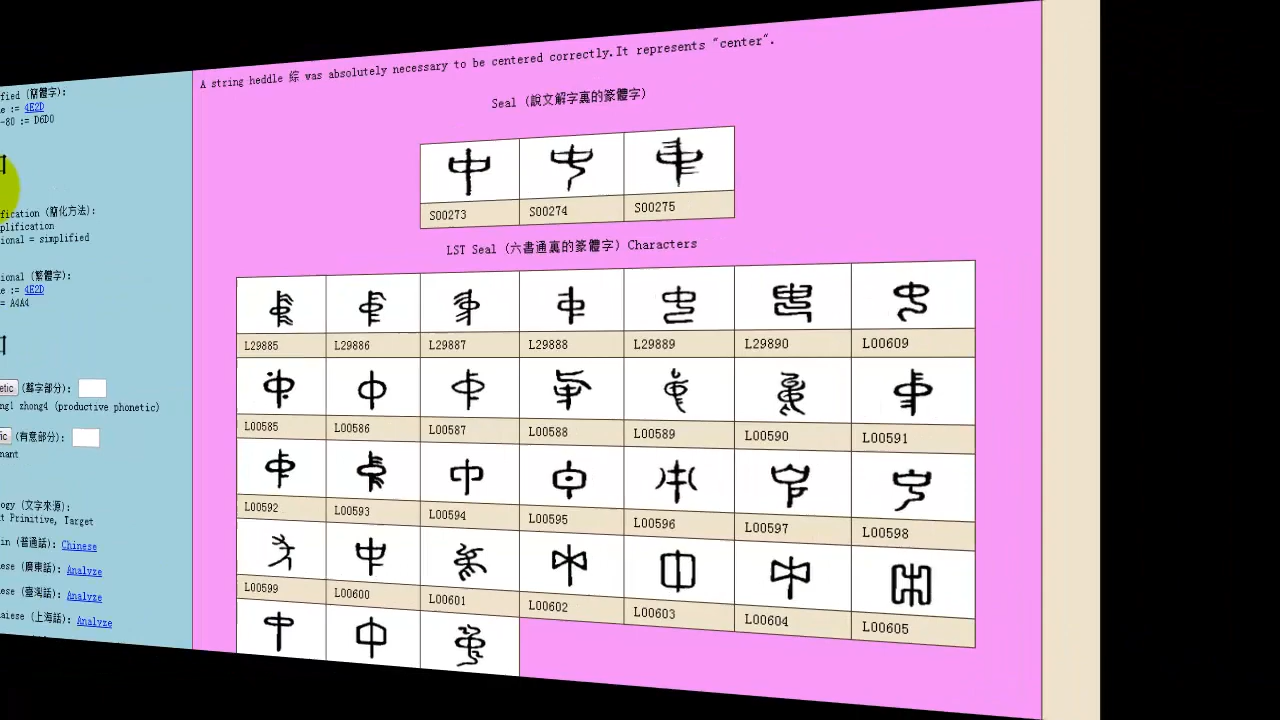 A string heddle 綜 was absolutely necessary to be centered correctly.It represents "center".
Seal (說文解字裏的篆體字)
S00273 S00274 S00275
LST Seal (六書通裏的篆體字) Characters
L29885 L29886 L29887 L29888 L29889 L29890 L00609
L00585 L00586 L00587 L00588 L00589 L00590 L00591
L00592 L00593 L00594 L00595 L00596 L00597 L00598
L00599 L00600 L00601 L00602 L00603 L00604 L00605
fied (簡體字):
e := 4E2D
-80 := D6D0
fication (簡化方法):
plification
ional = simplified
ional (繁體字):
e := 4E2D
= A4A4
etic (聲字部分):
ng1 zhong4 (productive phonetic)
ic (有意部分):
nant
ogy (文字來源):
t Primitive, Target
in (普通話): Chinese
ese (廣東話): Analyze
ese (臺灣話): Analyze
aiese (上海話): Analyze